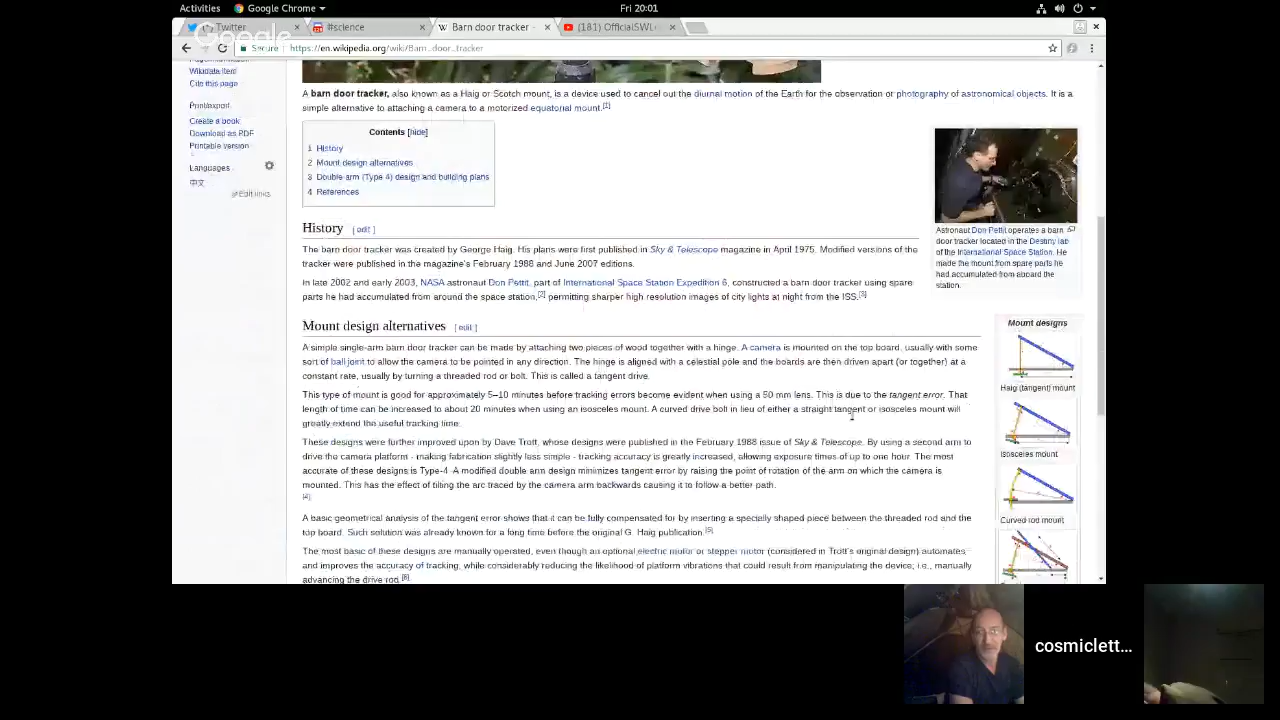 Activities
Google Chrome
Fri 20:01
Google
Twitter
#science
Barn door tracker -
(181) OfficialSWL
Secure
https://en.wikipedia.org/wiki/Barn_door_tracker
Wikidata item
Cite this page
Print/export
Create a book
Download as PDF
Printable version
Languages
中文
Edit links
A barn door tracker, also known as a Haig or Scotch mount, is a device used to cancel out the diurnal motion of the Earth for the observation or photography of astronomical objects. It is a
simple alternative to attaching a camera to a motorized equatorial mount.[1]
Contents [hide]
1 History
2 Mount design alternatives
3 Double arm (Type 4) design and building plans
4 References
Astronaut Don Pettit operates a barn
door tracker located in the Destiny lab
of the International Space Station. He
made the mount from spare parts he
had accumulated from aboard the
station.
History [edit]
The barn door tracker was created by George Haig. His plans were first published in Sky & Telescope magazine in April 1975. Modified versions of the
tracker were published in the magazine's February 1988 and June 2007 editions.
In late 2002 and early 2003, NASA astronaut Don Pettit, part of International Space Station Expedition 6, constructed a barn door tracker using spare
parts he had accumulated from around the space station,[2] permitting sharper high resolution images of city lights at night from the ISS.[3]
Mount design alternatives [edit]
A simple single-arm barn door tracker can be made by attaching two pieces of wood together with a hinge. A camera is mounted on the top board, usually with some
sort of ball joint to allow the camera to be pointed in any direction. The hinge is aligned with a celestial pole and the boards are then driven apart (or together) at a
constant rate, usually by turning a threaded rod or bolt. This is called a tangent drive.
This type of mount is good for approximately 5–10 minutes before tracking errors become evident when using a 50 mm lens. This is due to the tangent error. That
length of time can be increased to about 20 minutes when using an isosceles mount. A curved drive bolt in lieu of either a straight tangent or isosceles mount will
greatly extend the useful tracking time.
These designs were further improved upon by Dave Trott, whose designs were published in the February 1988 issue of Sky & Telescope. By using a second arm to
drive the camera platform - making fabrication slightly less simple - tracking accuracy is greatly increased, allowing exposure times of up to one hour. The most
accurate of these designs is Type-4. A modified double arm design minimizes tangent error by raising the point of rotation of the arm on which the camera is
mounted. This has the effect of tilting the arc traced by the camera arm backwards causing it to follow a better path.
[4]
A basic geometrical analysis of the tangent error shows that it can be fully compensated for by inserting a specially shaped piece between the threaded rod and the
top board. Such solution was already known for a long time before the original G. Haig publication.[5]
The most basic of these designs are manually operated, even though an optional electric motor or stepper motor (considered in Trott's original design) automates,
and improves the accuracy of tracking, while considerably reducing the likelihood of platform vibrations that could result from manipulating the device; i.e., manually
advancing the drive rod.[6]
Mount designs
Haig (tangent) mount
Isosceles mount
Curved rod mount
cosmiclett...